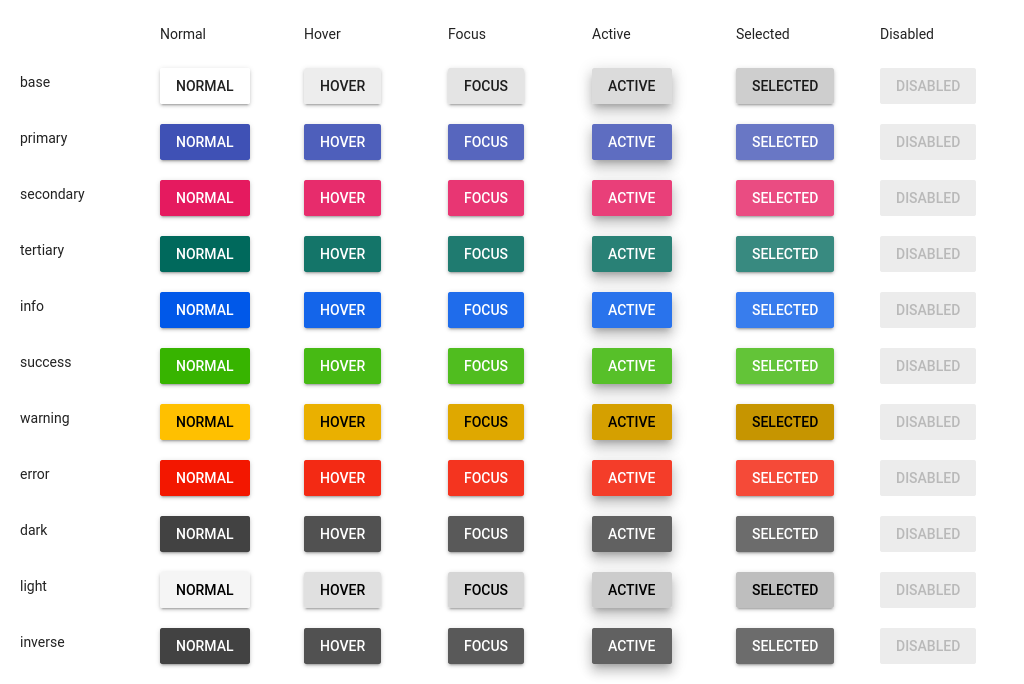 Normal Hover Focus Active Selected Disabled
base NORMAL HOVER FOCUS ACTIVE SELECTED DISABLED
primary NORMAL HOVER FOCUS ACTIVE SELECTED DISABLED
secondary NORMAL HOVER FOCUS ACTIVE SELECTED DISABLED
tertiary NORMAL HOVER FOCUS ACTIVE SELECTED DISABLED
info NORMAL HOVER FOCUS ACTIVE SELECTED DISABLED
success NORMAL HOVER FOCUS ACTIVE SELECTED DISABLED
warning NORMAL HOVER FOCUS ACTIVE SELECTED DISABLED
error NORMAL HOVER FOCUS ACTIVE SELECTED DISABLED
dark NORMAL HOVER FOCUS ACTIVE SELECTED DISABLED
light NORMAL HOVER FOCUS ACTIVE SELECTED DISABLED
inverse NORMAL HOVER FOCUS ACTIVE SELECTED DISABLED